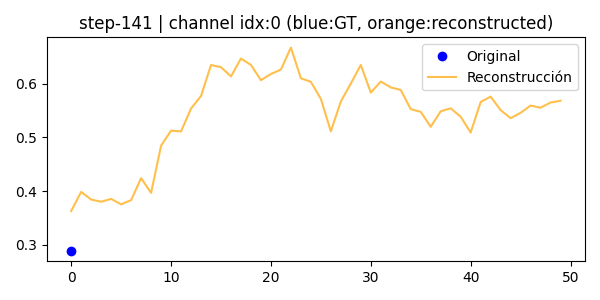 step-141 | channel idx:0 (blue:GT, orange:reconstructed)
Original
Reconstrucción
0.6
0.5
0.4
0.3
0 10 20 30 40 50